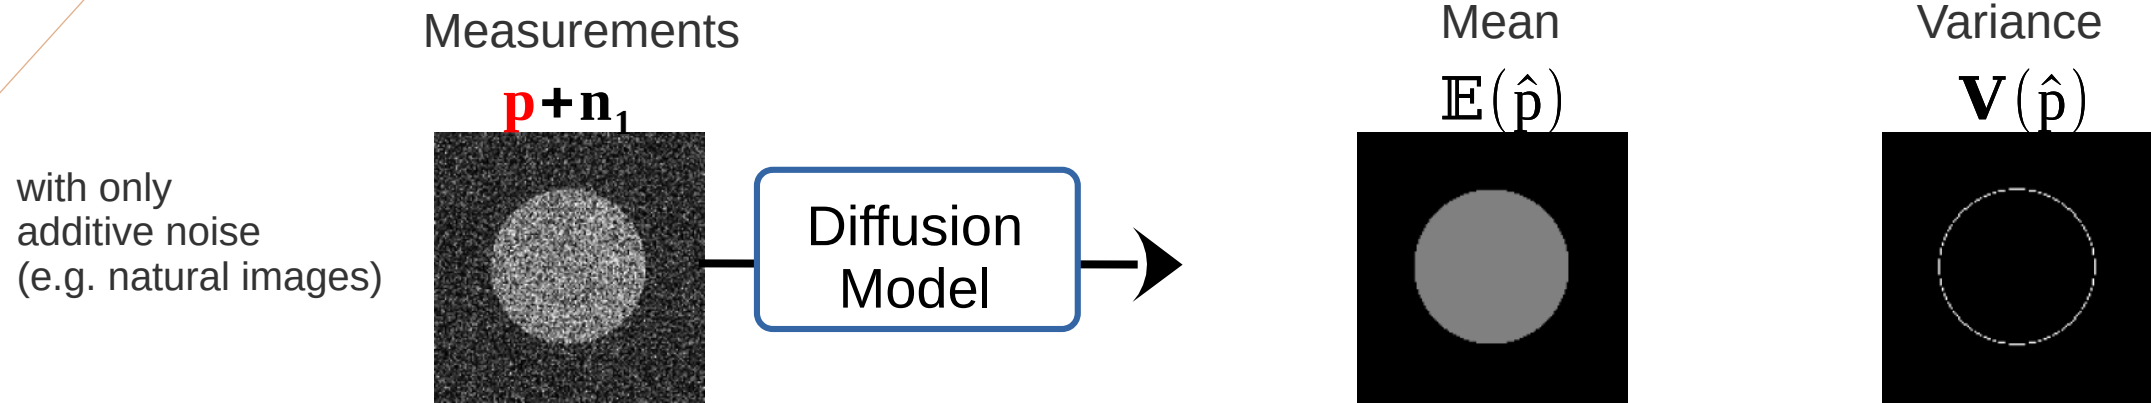 Measurements
p+n₁
with only
additive noise
(e.g. natural images)
Diffusion
Model
Mean
𝔼(p̂)
Variance
V(p̂)